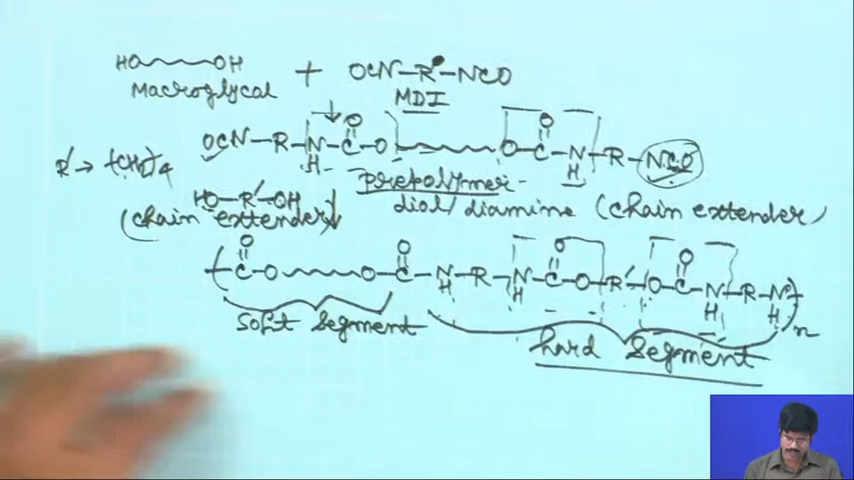 HO~~~OH + OCN-R-NCO
Macroglycal MDI
OCN-R-N-C-O~~~O-C-N-R-NCO
H O O H
R'→ (CH2)4
prepolymer
HO-R'-OH diol/diamine (chain extender)
(chain extender)
(C-O~~~O-C-N-R-N-C-O-R'-O-C-N-R-N)n
O O H H O O H H
soft segment
hard segment